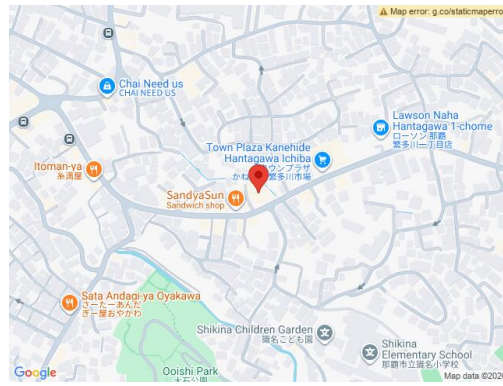 Map error: g.co/staticmaperro
Chai Need us
CHAI NEED US
Lawson Naha
Hantagawa 1-chome
ローソン 那覇
繁多川一丁目店
Town Plaza Kanehide
Hantagawa Ichiba
タウンプラザ
かね 繁多川市場
Itoman-ya
糸満屋
SandyaSun
Sandwich shop
Sata Andagi-ya Oyakawa
さーたーあんだ
ぎー屋おやかわ
Shikina Children Garden
識名こども園
Shikina
Elementary School
那覇市立識名小学校
Ooishi Park
大石公園
Google
Map data ©202